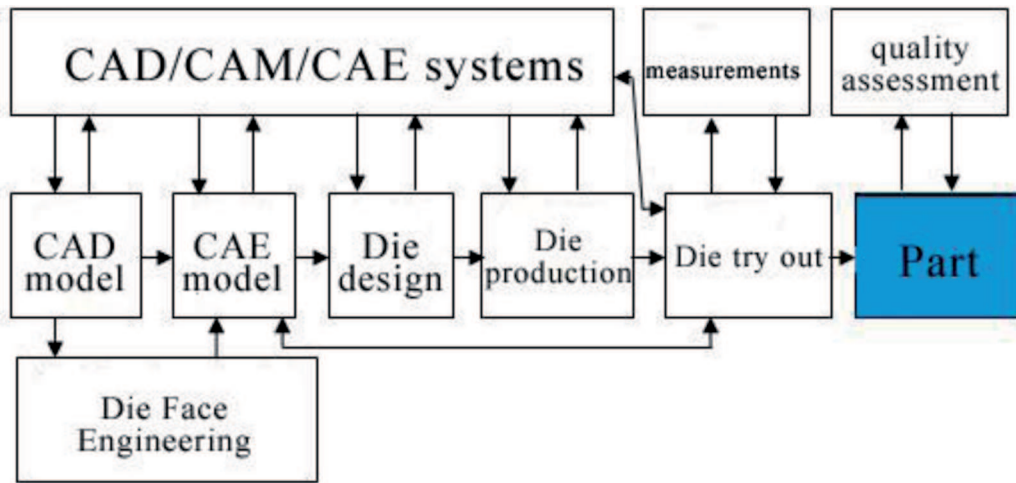 CAD/CAM/CAE systems
measurements
quality
assessment
CAD
model
CAE
model
Die
design
Die
production
Die try out
Part
Die Face
Engineering